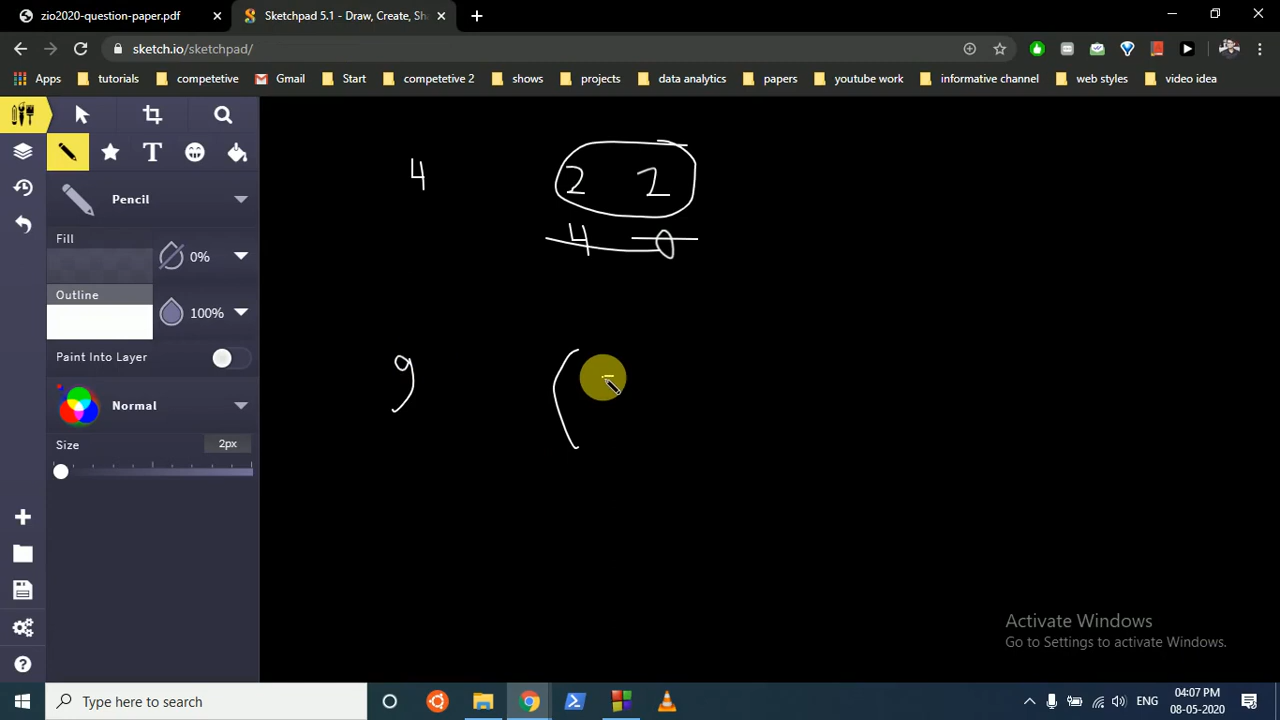 zio2020-question-paper.pdf
Sketchpad 5.1 - Draw, Create, Sha
sketch.io/sketchpad/
Apps tutorials competetive Gmail Start competetive 2 shows projects data analytics papers youtube work informative channel web styles video idea
Pencil
Fill
0%
Outline
100%
Paint Into Layer
Normal
Size 2px
4 2 2
4 0
9 (
Activate Windows
Go to Settings to activate Windows.
Type here to search
ENG
04:07 PM
08-05-2020